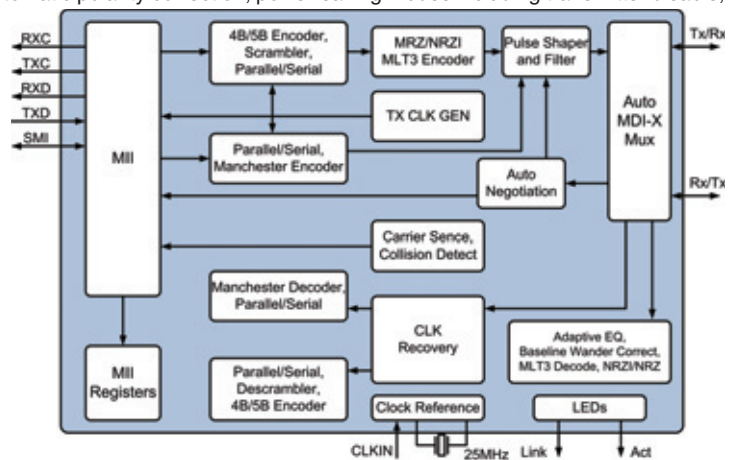 RXC
TXC
RXD
TXD
SMI
MII
4B/5B Encoder,
Scrambler,
Parallel/Serial
MRZ/NRZI
MLT3 Encoder
Pulse Shaper
and Filter
Auto
MDI-X
Mux
Tx/Rx
Rx/Tx
TX CLK GEN
Parallel/Serial,
Manchester Encoder
Auto
Negotiation
Carrier Sence,
Collision Detect
Manchester Decoder,
Parallel/Serial
CLK
Recovery
Adaptive EQ,
Baseline Wander Correct,
MLT3 Decode, NRZI/NRZ
MII
Registers
Parallel/Serial,
Descrambler,
4B/5B Encoder
Clock Reference
LEDs
CLKIN
25MHz
Link
Act